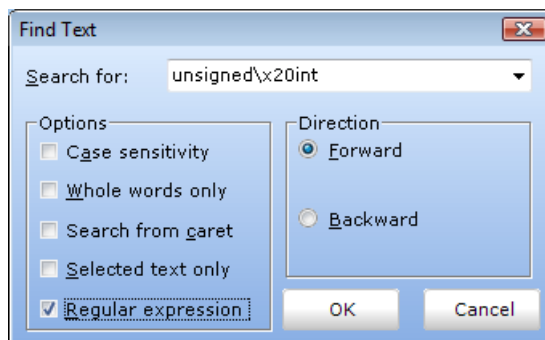 Find Text
Search for: unsigned\x20int
Options
Case sensitivity
Whole words only
Search from caret
Selected text only
Regular expression
Direction
Forward
Backward
OK Cancel